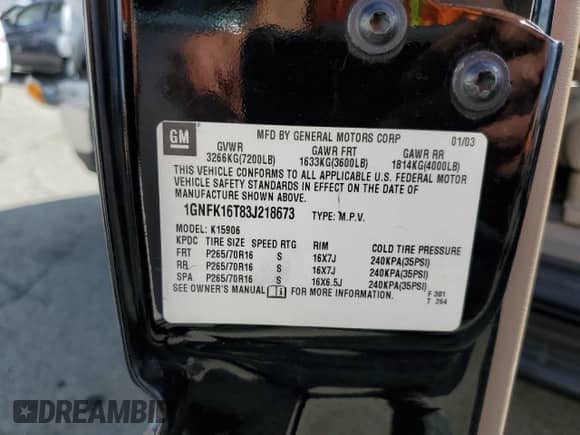 GM
MFD BY GENERAL MOTORS CORP 01/03
GVWR GAWR FRT GAWR RR
3266KG(7200LB) 1633KG(3600LB) 1814KG(4000LB)
THIS VEHICLE CONFORMS TO ALL APPLICABLE U.S. FEDERAL MOTOR
VEHICLE SAFETY STANDARDS IN EFFECT ON THE DATE OF
MANUFACTURE SHOWN ABOVE.
1GNFK16T83J218673 TYPE: M.P.V.
MODEL: K15906
KPDC TIRE SIZE SPEED RTG RIM COLD TIRE PRESSURE
FRT P265/70R16 S 16X7J 240KPA(35PSI)
RR P265/70R16 S 16X7J 240KPA(35PSI)
SPA P265/70R16 S 16X6.5J 240KPA(35PSI)
SEE OWNER'S MANUAL FOR MORE INFORMATION.
F 301
T 264
DREAMBID